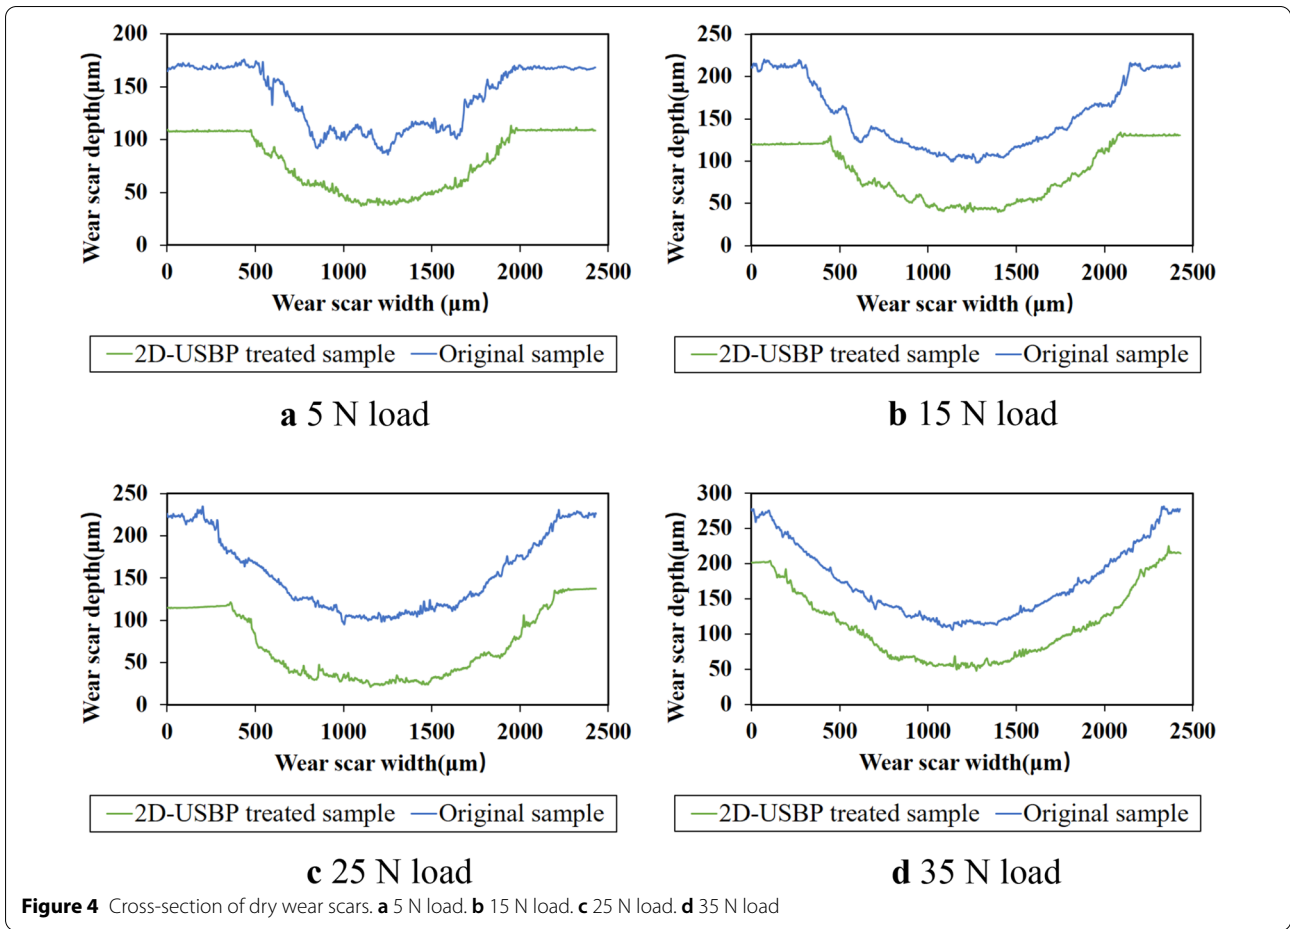 200
150
100
50
0
Wear scar depth(μm)
0 500 1000 1500 2000 2500
Wear scar width (μm)
2D-USBP treated sample Original sample
a 5 N load
250
200
150
100
50
0
Wear scar depth(μm)
0 500 1000 1500 2000 2500
Wear scar width(μm)
2D-USBP treated sample Original sample
b 15 N load
250
200
150
100
50
0
Wear scar depth(μm)
0 500 1000 1500 2000 2500
Wear scar width(μm)
2D-USBP treated sample Original sample
c 25 N load
300
250
200
150
100
50
0
Wear scar depth(μm)
0 500 1000 1500 2000 2500
Wear scar width(μm)
2D-USBP treated sample Original sample
d 35 N load
Figure 4 Cross-section of dry wear scars. a 5 N load. b 15 N load. c 25 N load. d 35 N load